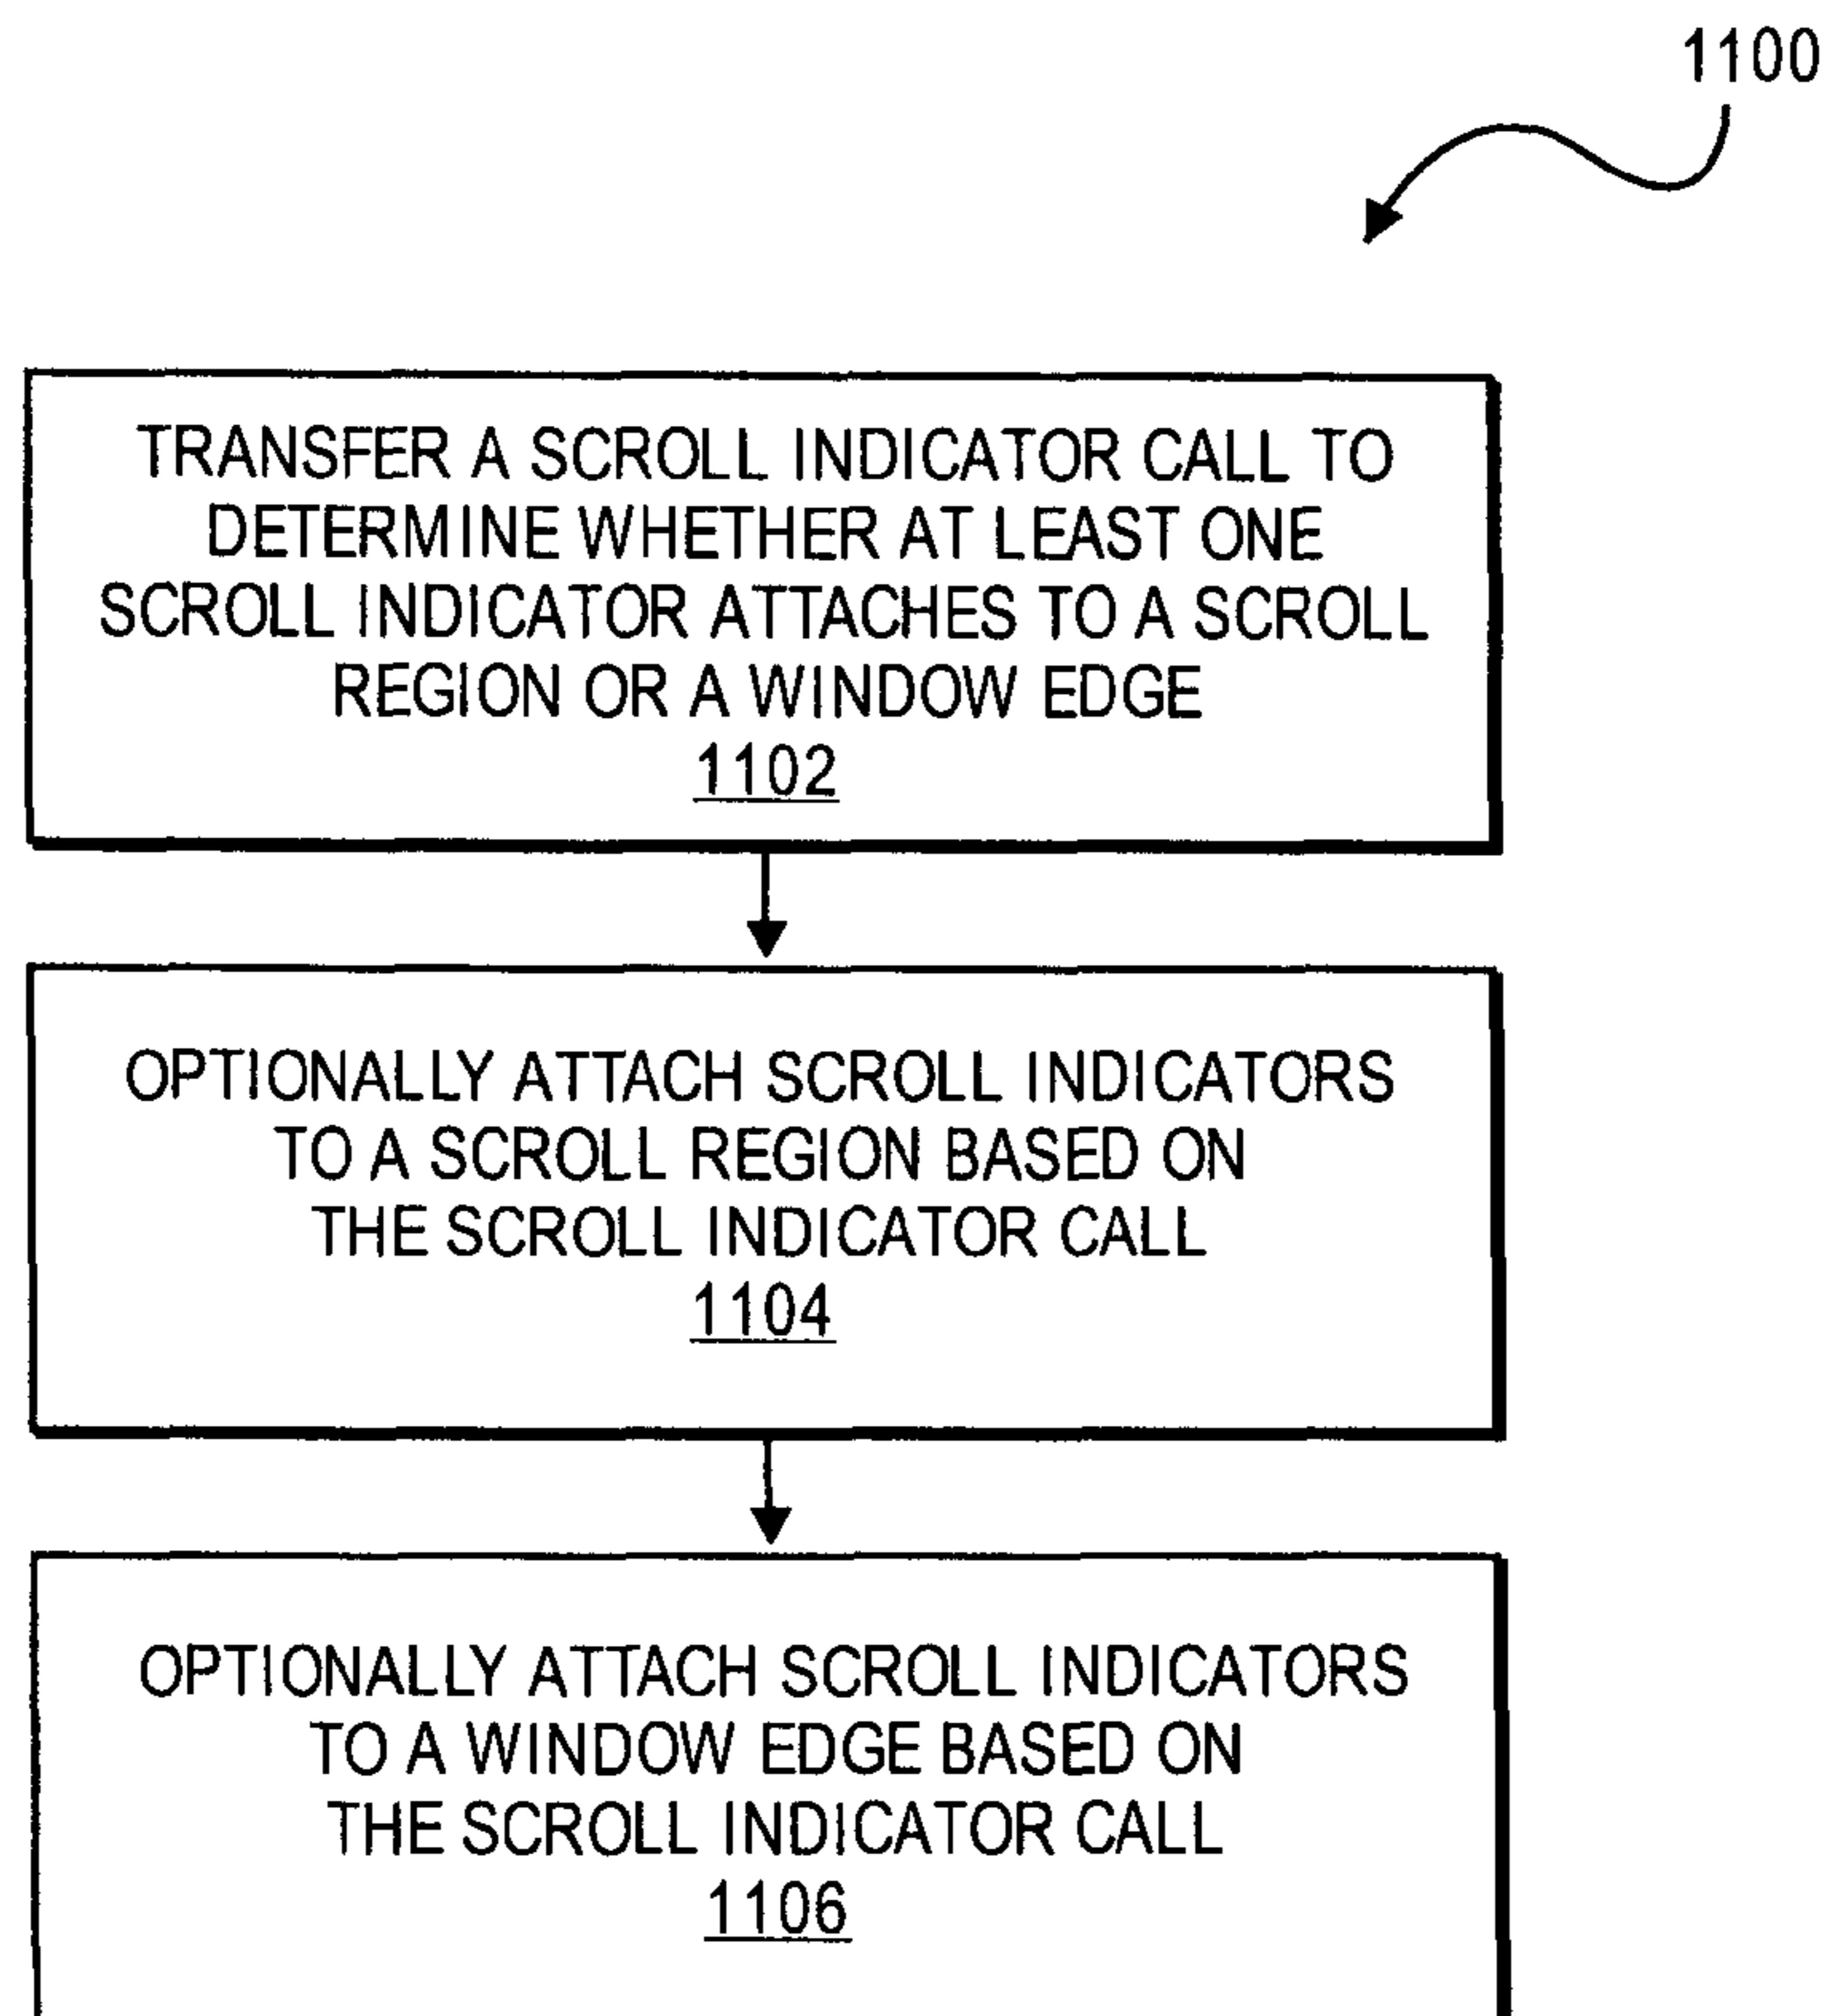 1100
TRANSFER A SCROLL INDICATOR CALL TO
DETERMINE WHETHER AT LEAST ONE
SCROLL INDICATOR ATTACHES TO A SCROLL
REGION OR A WINDOW EDGE
1102
OPTIONALLY ATTACH SCROLL INDICATORS
TO A SCROLL REGION BASED ON
THE SCROLL INDICATOR CALL
1104
OPTIONALLY ATTACH SCROLL INDICATORS
TO A WINDOW EDGE BASED ON
THE SCROLL INDICATOR CALL
1106